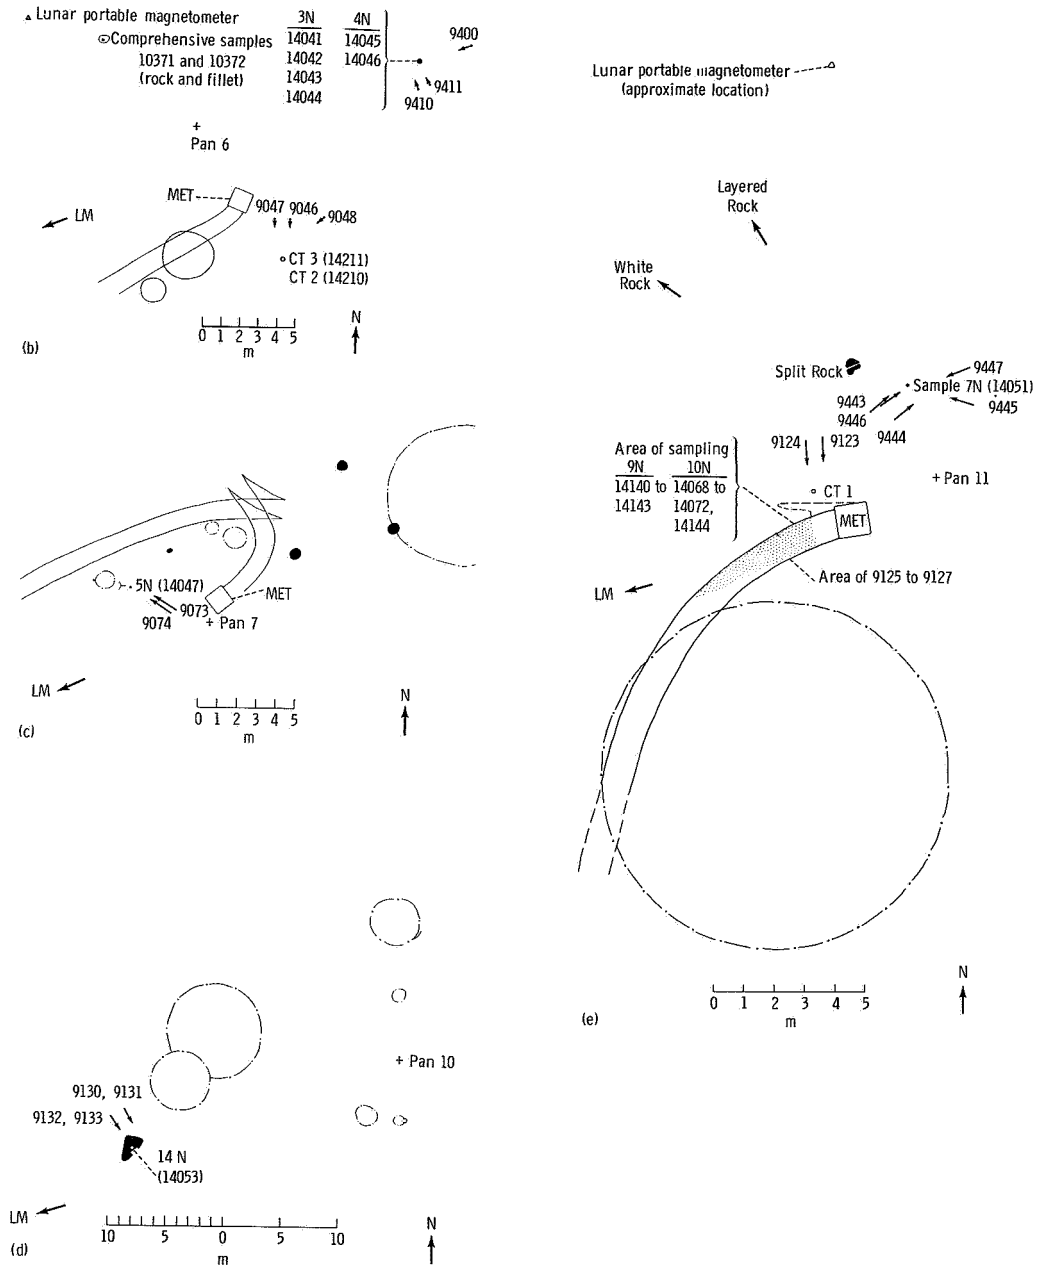 Lunar portable magnetometer
Comprehensive samples
10371 and 10372
(rock and fillet)
3N
14041
14042
14043
14044
4N
14045
14046
9400
9411
9410
+
Pan 6
MET
LM
9047 9046
9048
CT 3 (14211)
CT 2 (14210)
0 1 2 3 4 5
m
N
(b)
5N (14047)
9073
9074
+ Pan 7
MET
LM
0 1 2 3 4 5
m
N
(c)
+ Pan 10
9130, 9131
9132, 9133
14 N
(14053)
LM
10 5 0 5 10
m
N
(d)
Lunar portable magnetometer
(approximate location)
Layered
Rock
White
Rock
Split Rock
9447
Sample 7N (14051)
9445
9443
9446
9444
9124
9123
+ Pan 11
Area of sampling
9N
14140 to
14143
10N
14068 to
14072,
14144
CT 1
MET
Area of 9125 to 9127
LM
0 1 2 3 4 5
m
N
(e)